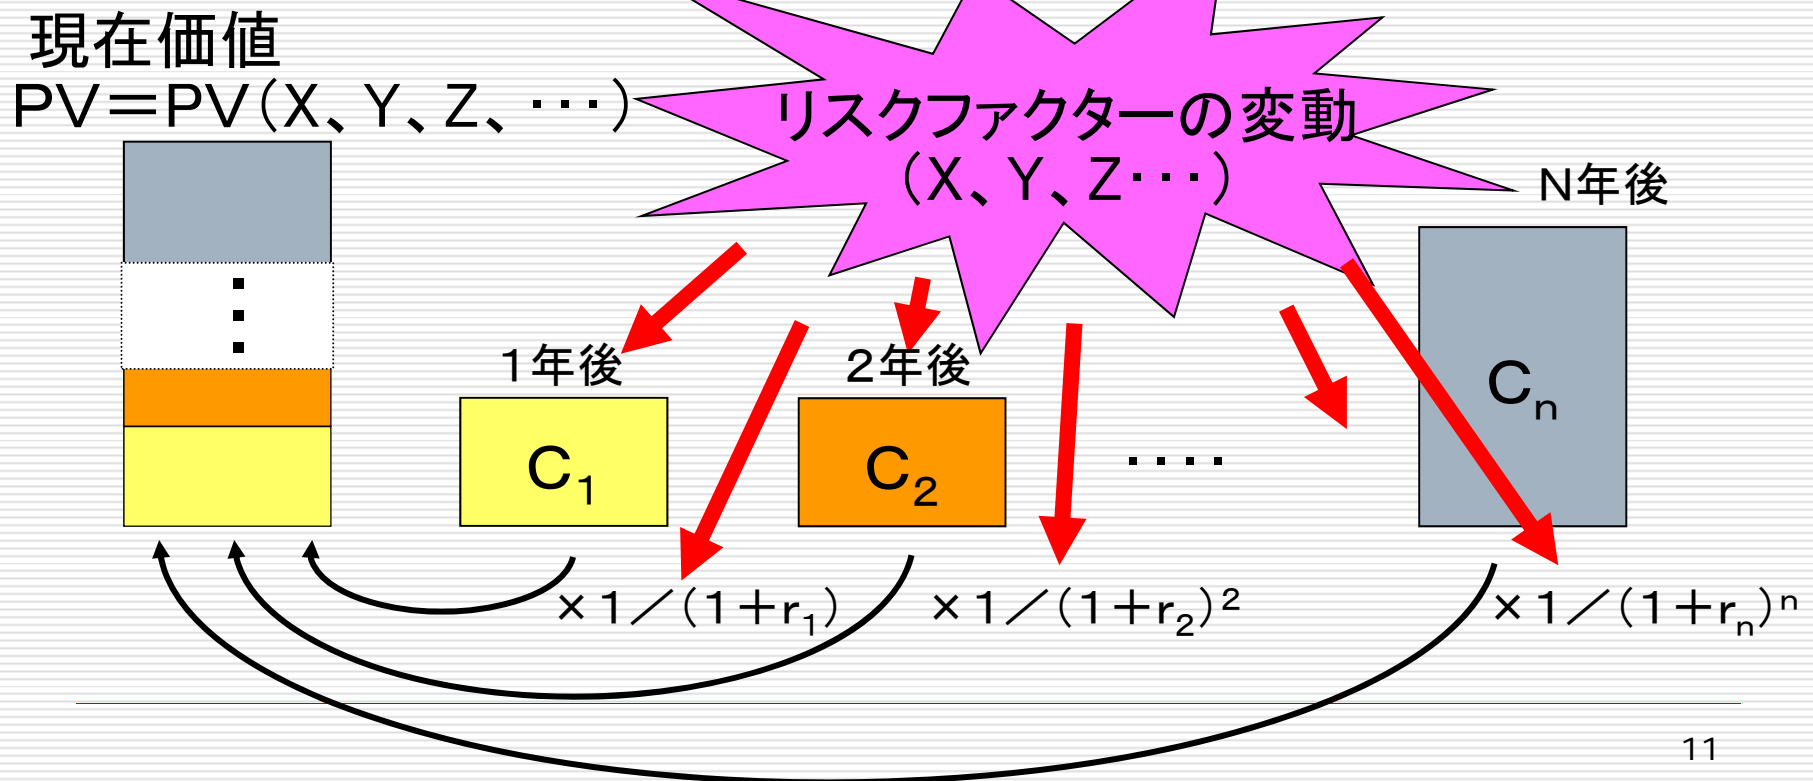 現在価値
PV=PV(X、Y、Z、・・・)
リスクファクターの変動
(X、Y、Z・・・)
N年後
1年後
2年後
C₁
C₂
・・・・
Cₙ
×1/(1+r₁)
×1/(1+r₂)²
×1/(1+rₙ)ⁿ
11